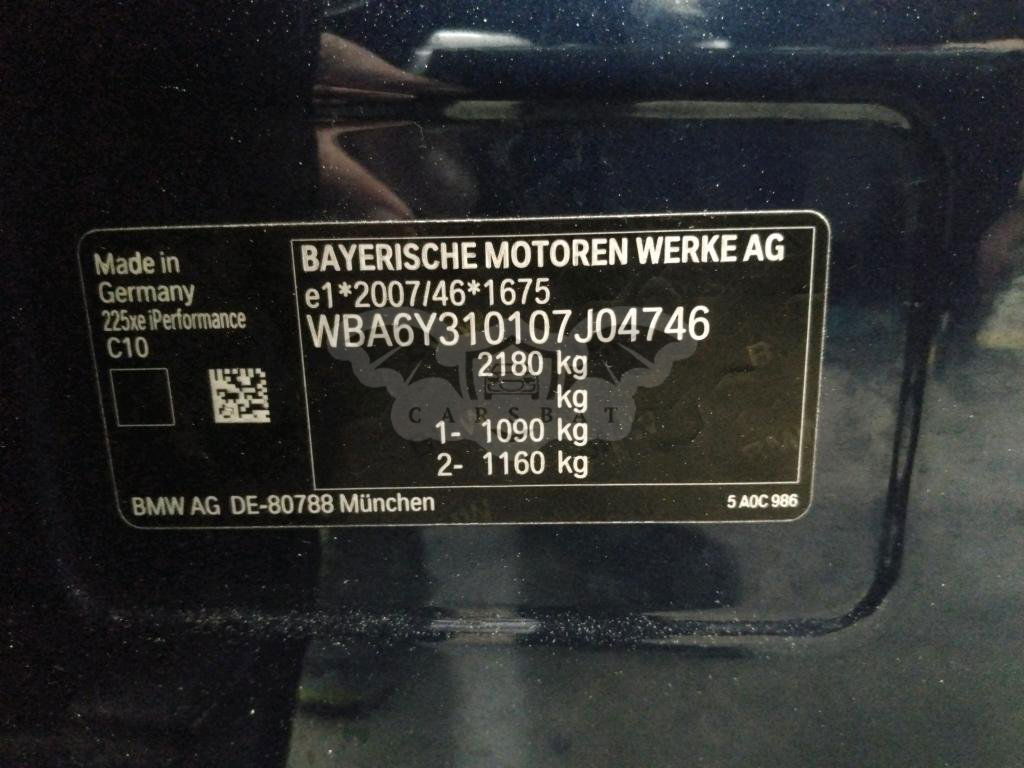 Made in
Germany
225xe iPerformance
C10
BAYERISCHE MOTOREN WERKE AG
e1*2007/46*1675
WBA6Y310107J04746
2180 kg
kg
1- 1090 kg
2- 1160 kg
CARSBAT
BMW AG DE-80788 München
5 A0C 986